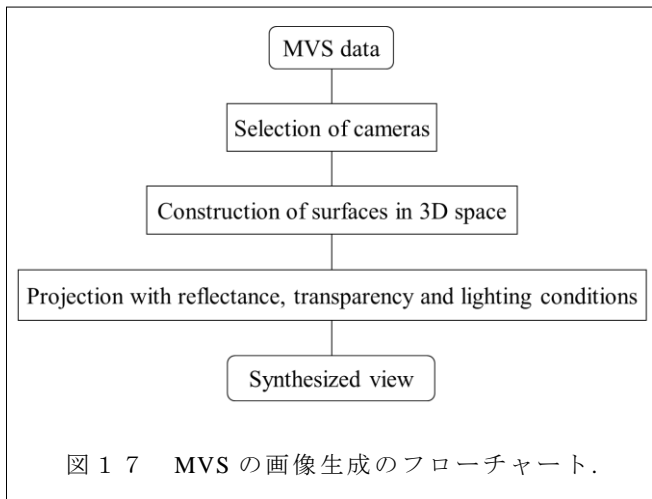 MVS data
Selection of cameras
Construction of surfaces in 3D space
Projection with reflectance, transparency and lighting conditions
Synthesized view
図１７　MVS の画像生成のフローチャート.